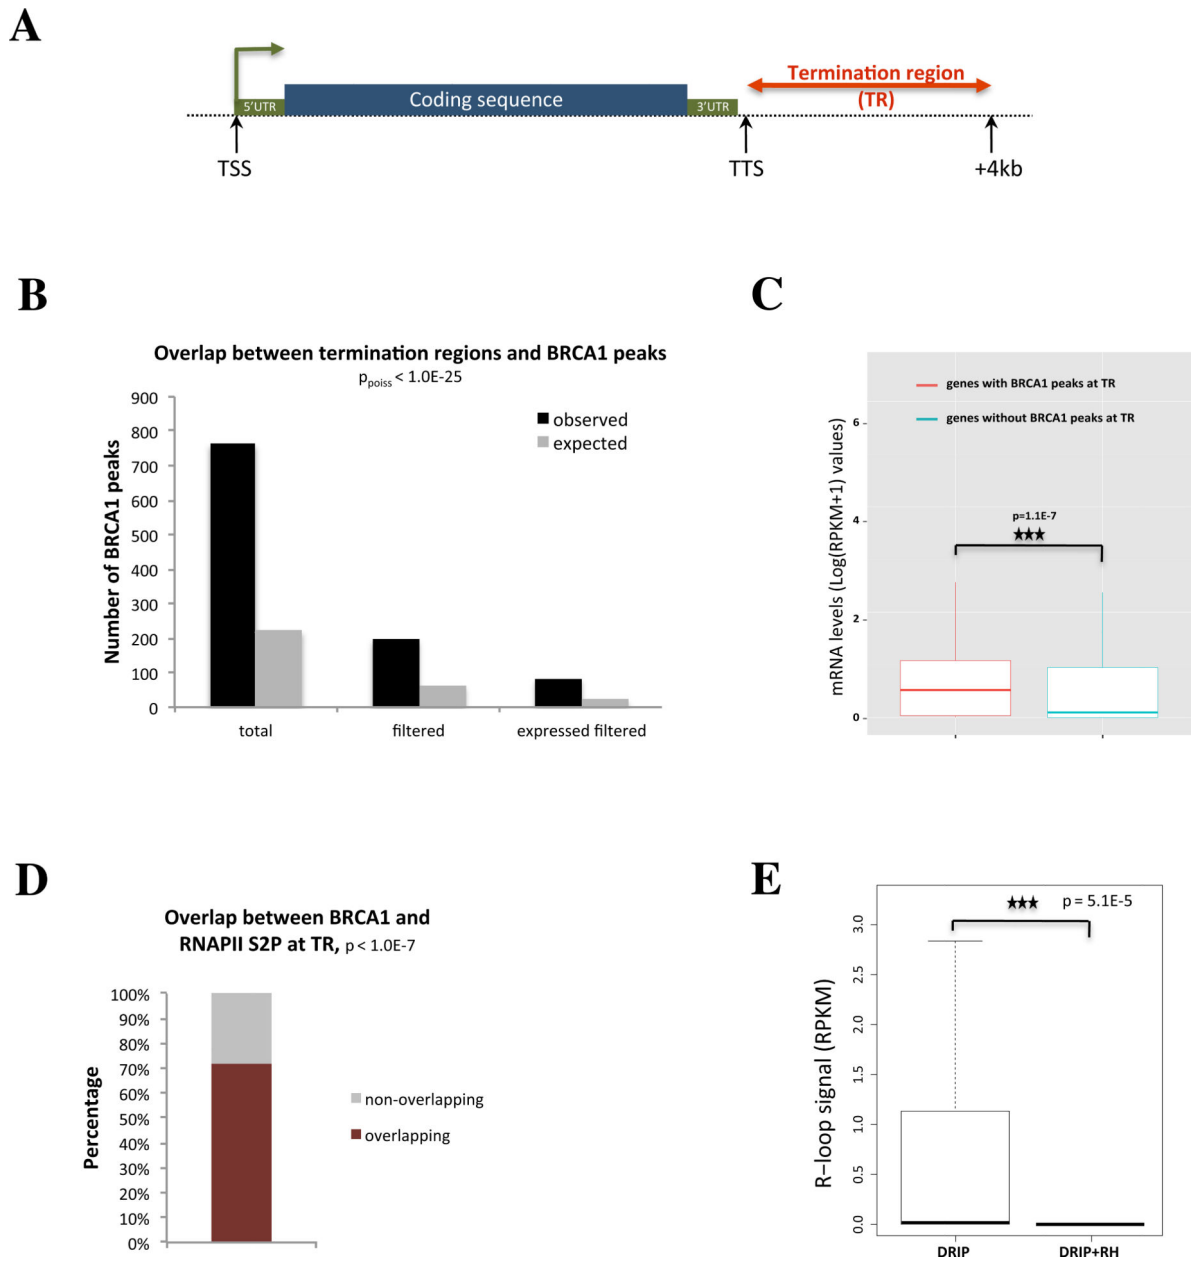 A
Termination region
(TR)
5'UTR
Coding sequence
3'UTR
TSS
TTS
+4kb
B
Overlap between termination regions and BRCA1 peaks
p_poiss < 1.0E-25
Number of BRCA1 peaks
900
800
700
600
500
400
300
200
100
0
observed
expected
total
filtered
expressed filtered
C
mRNA levels (Log(RPKM+1) values)
genes with BRCA1 peaks at TR
genes without BRCA1 peaks at TR
6
4
2
0
p=1.1E-7
★★★
D
Overlap between BRCA1 and
RNAPII S2P at TR, p < 1.0E-7
Percentage
100%
90%
80%
70%
60%
50%
40%
30%
20%
10%
0%
non-overlapping
overlapping
E
R-loop signal (RPKM)
★★★ p = 5.1E-5
3.0
2.5
2.0
1.5
1.0
0.5
0.0
DRIP
DRIP+RH